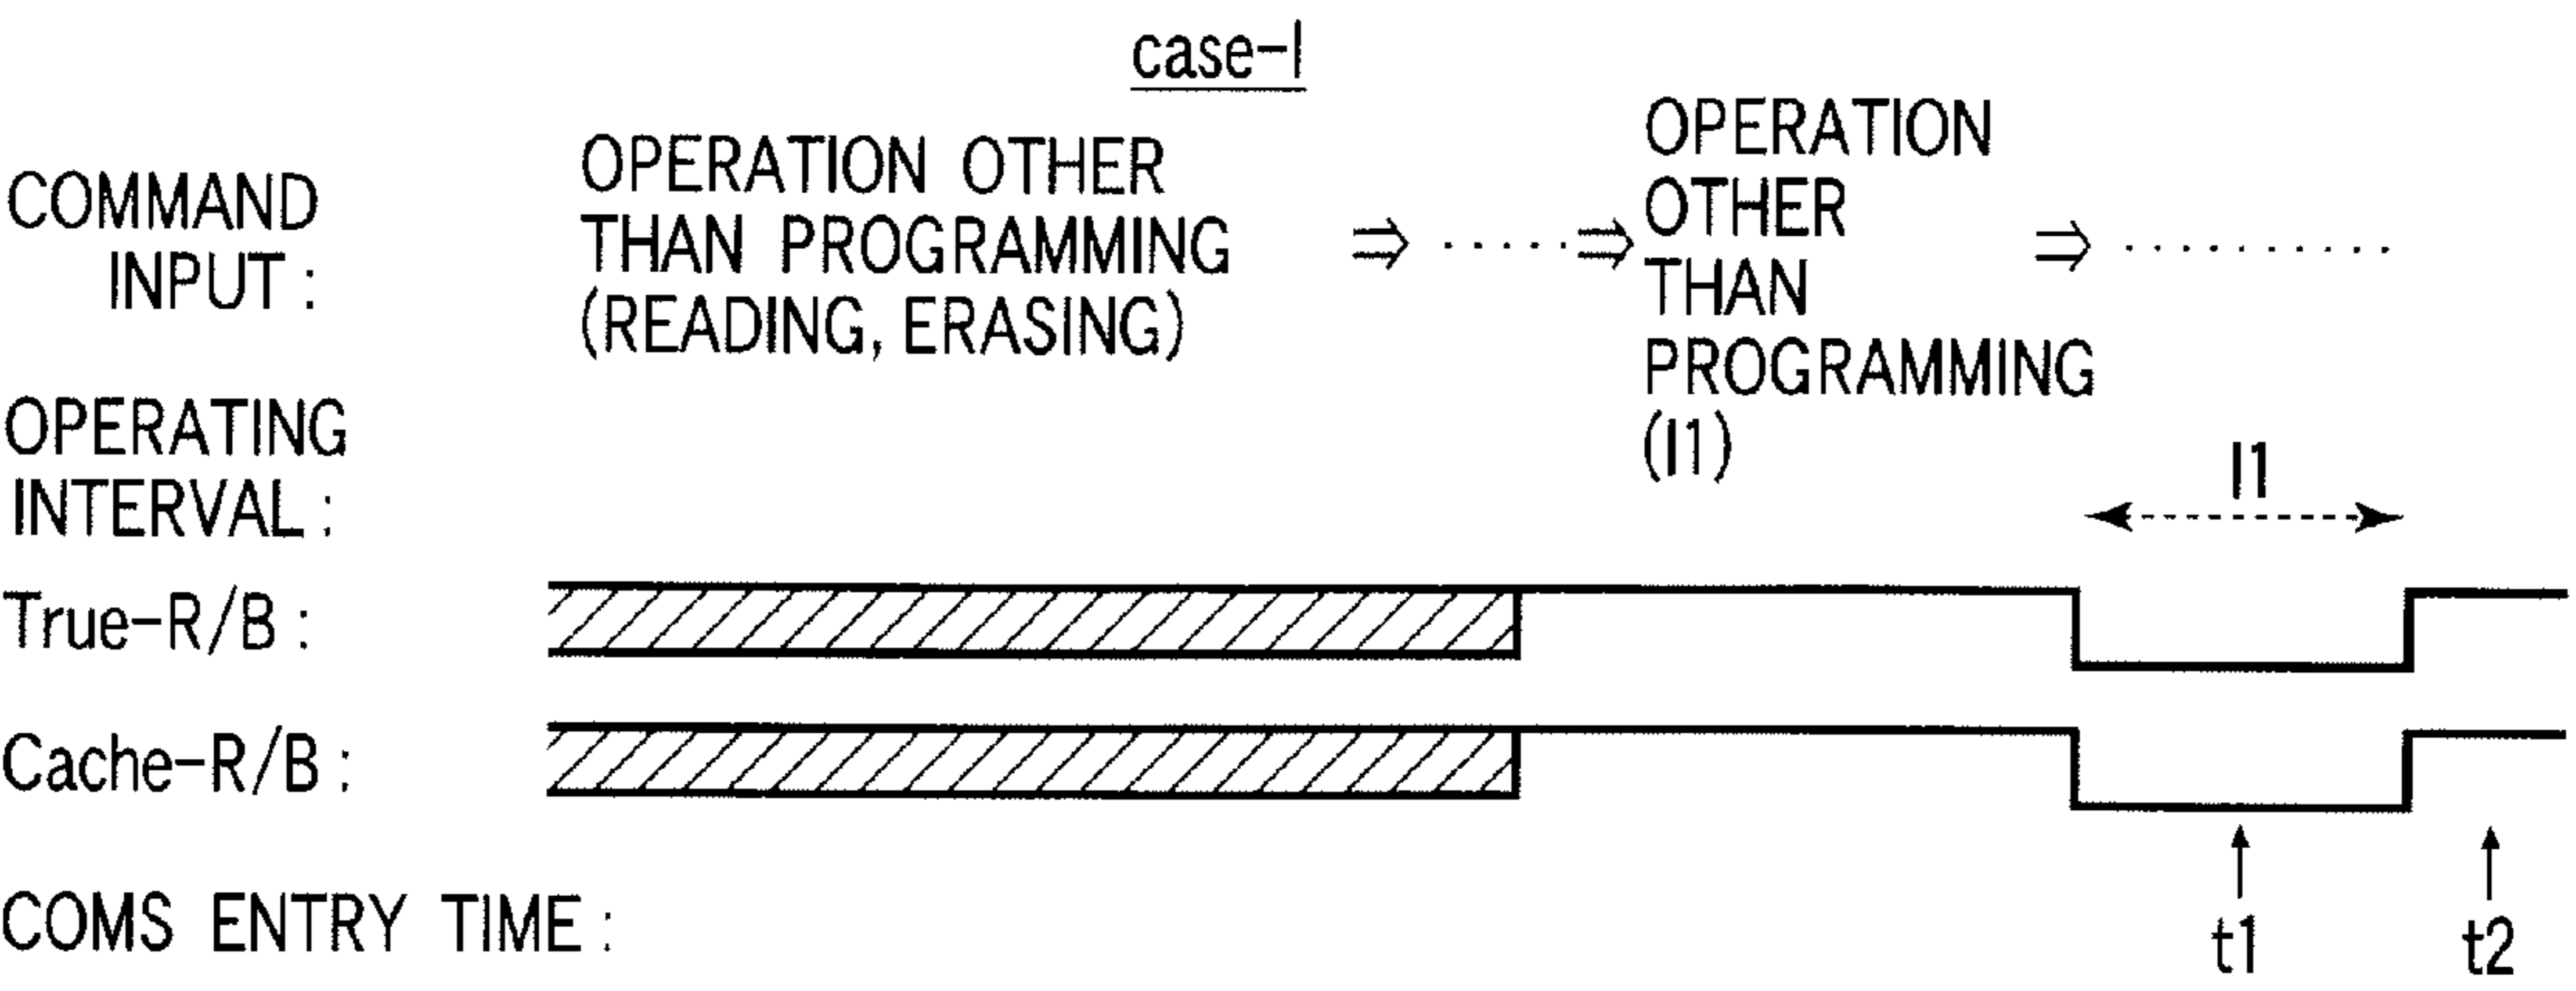 case-I
COMMAND
INPUT :
OPERATION OTHER
THAN PROGRAMMING
(READING, ERASING)
⇒ ····· ⇒
OPERATION
OTHER
THAN
PROGRAMMING
(I1)
⇒ ··········
OPERATING
INTERVAL :
I1
True-R/B :
Cache-R/B :
COMS ENTRY TIME :
t1
t2